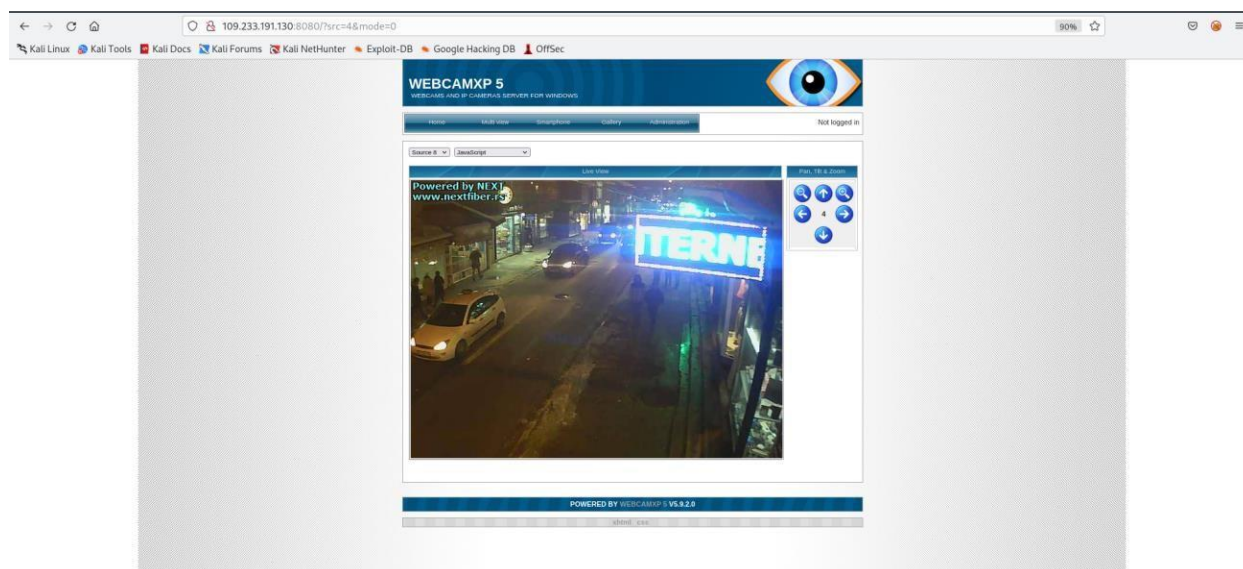 109.233.191.130:8080/?src=4&mode=0
90%
Kali Linux Kali Tools Kali Docs Kali Forums Kali NetHunter Exploit-DB Google Hacking DB OffSec
WEBCAMXP 5
WEBCAMS AND IP CAMERAS SERVER FOR WINDOWS
Home Multi view Smartphone Gallery Administration
Not logged in
Source 8 JavaScript
Live View
Pan, Tilt & Zoom
Powered by NEXT
www.nextfiber.rs
ITERNE
4
POWERED BY WEBCAMXP 5 V5.9.2.0
xhtml css